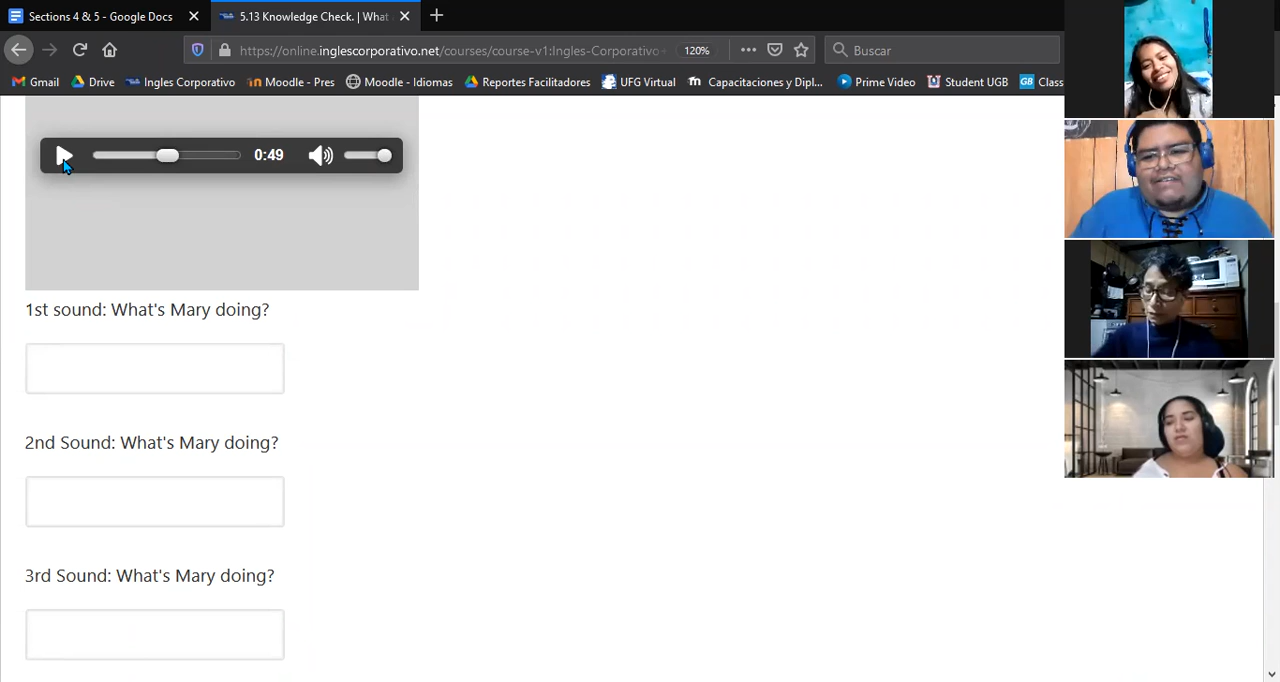 Sections 4 & 5 - Google Docs
5.13 Knowledge Check. | What
https://online.inglescorporativo.net/courses/course-v1:Ingles-Corporativo+
120%
Buscar
Gmail
Drive
Ingles Corporativo
Moodle - Pres
Moodle - Idiomas
Reportes Facilitadores
UFG Virtual
Capacitaciones y Dipl...
Prime Video
Student UGB
GB Class
0:49
1st sound: What's Mary doing?
2nd Sound: What's Mary doing?
3rd Sound: What's Mary doing?